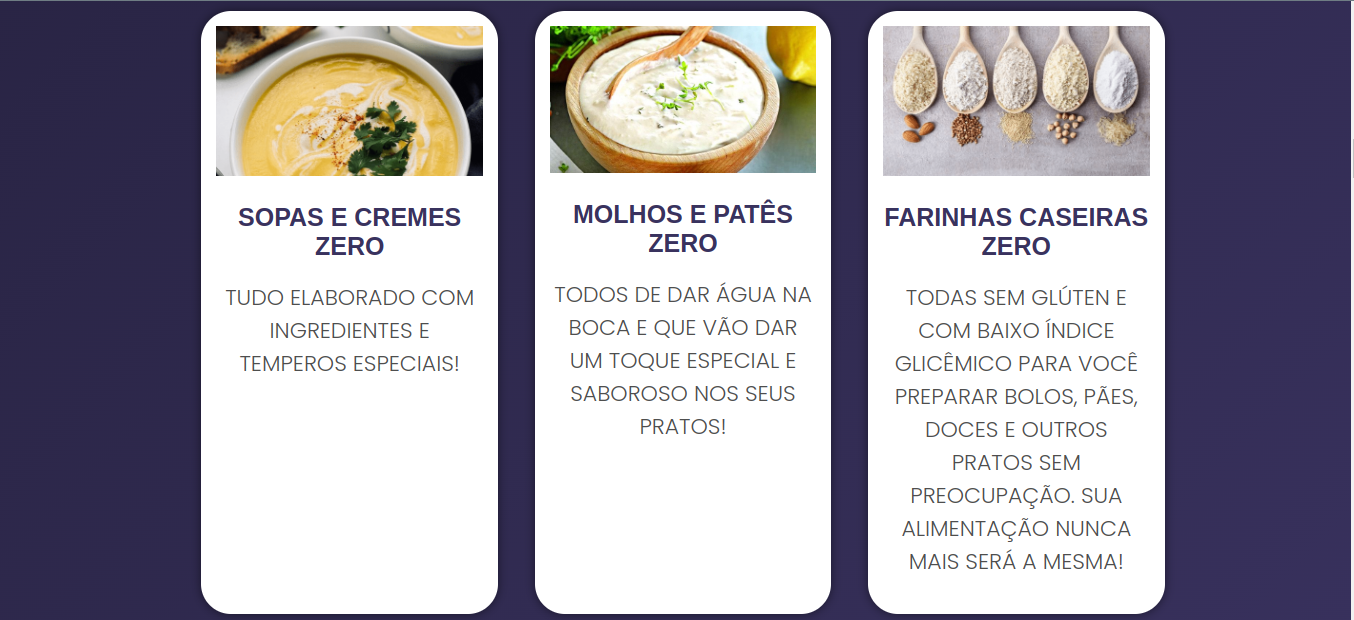 SOPAS E CREMES
ZERO
TUDO ELABORADO COM
INGREDIENTES E
TEMPEROS ESPECIAIS!
MOLHOS E PATÊS
ZERO
TODOS DE DAR ÁGUA NA
BOCA E QUE VÃO DAR
UM TOQUE ESPECIAL E
SABOROSO NOS SEUS
PRATOS!
FARINHAS CASEIRAS
ZERO
TODAS SEM GLÚTEN E
COM BAIXO ÍNDICE
GLICÊMICO PARA VOCÊ
PREPARAR BOLOS, PÃES,
DOCES E OUTROS
PRATOS SEM
PREOCUPAÇÃO. SUA
ALIMENTAÇÃO NUNCA
MAIS SERÁ A MESMA!